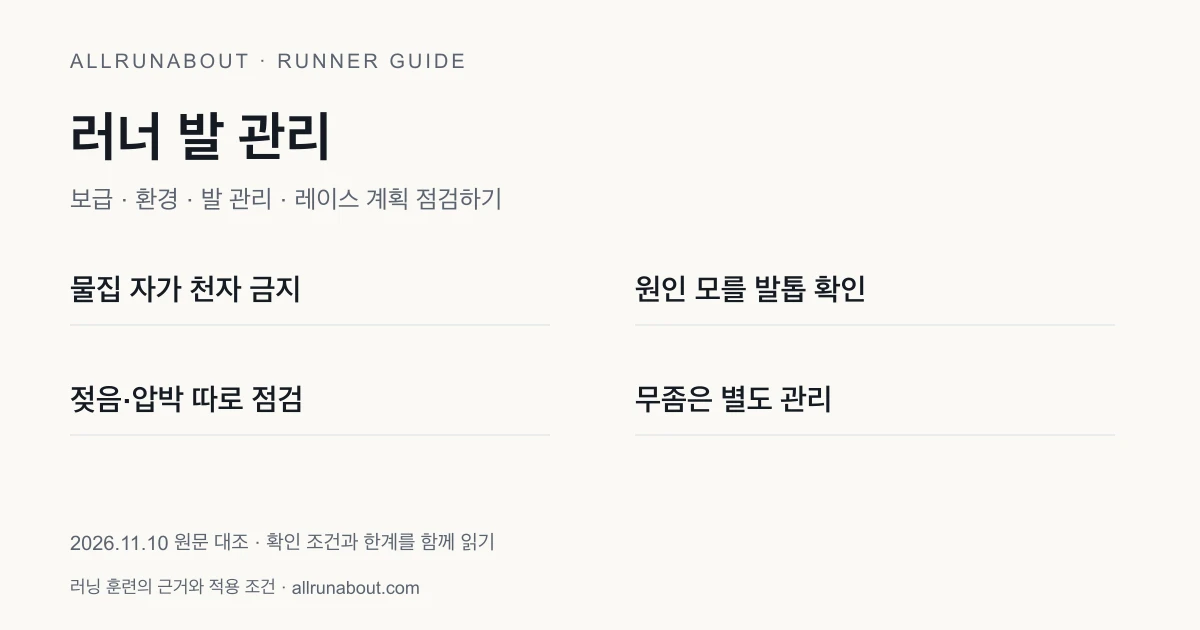 ALLRUNABOUT · RUNNER GUIDE
러너 발 관리
보급 · 환경 · 발 관리 · 레이스 계획 점검하기
물집 자가 천자 금지
원인 모를 발톱 확인
젖음·압박 따로 점검
무좀은 별도 관리
2026.11.10 원문 대조 · 확인 조건과 한계를 함께 읽기
러닝 훈련의 근거와 적용 조건 · allrunabout.com